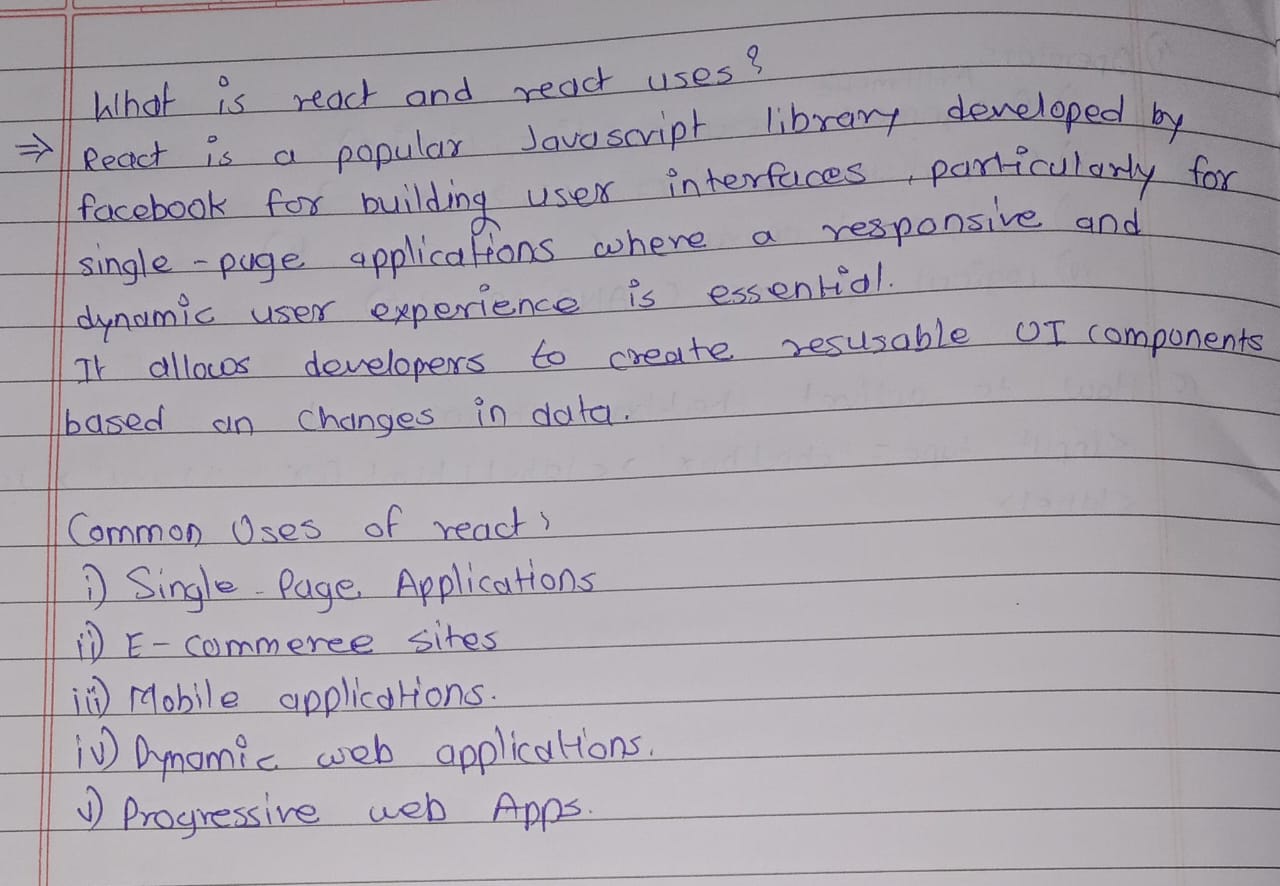 What is react and react uses?
⇒ React is a popular Javascript library developed by
facebook for building user interfaces, particularly for
single-page applications where a responsive and
dynamic user experience is essential.
It allows developers to create resusable UI components
based an changes in data.
Common Uses of react:
i) Single-Page Applications
ii) E-commeree sites
iii) Mobile applications.
iv) Dynamic web applications.
v) Progressive web Apps.